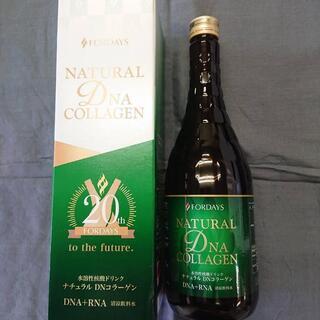 FORDAYS
NATURAL
DNA
COLLAGEN
20th
FORDAYS
to the future.
水溶性核酸ドリンク
ナチュラル DNコラーゲン
DNA+RNA 清涼飲料水
FORDAYS
NATURAL
DNA
COLLAGEN
水溶性核酸ドリンク
ナチュラル DNコラーゲン
DNA+RNA 清涼飲料水